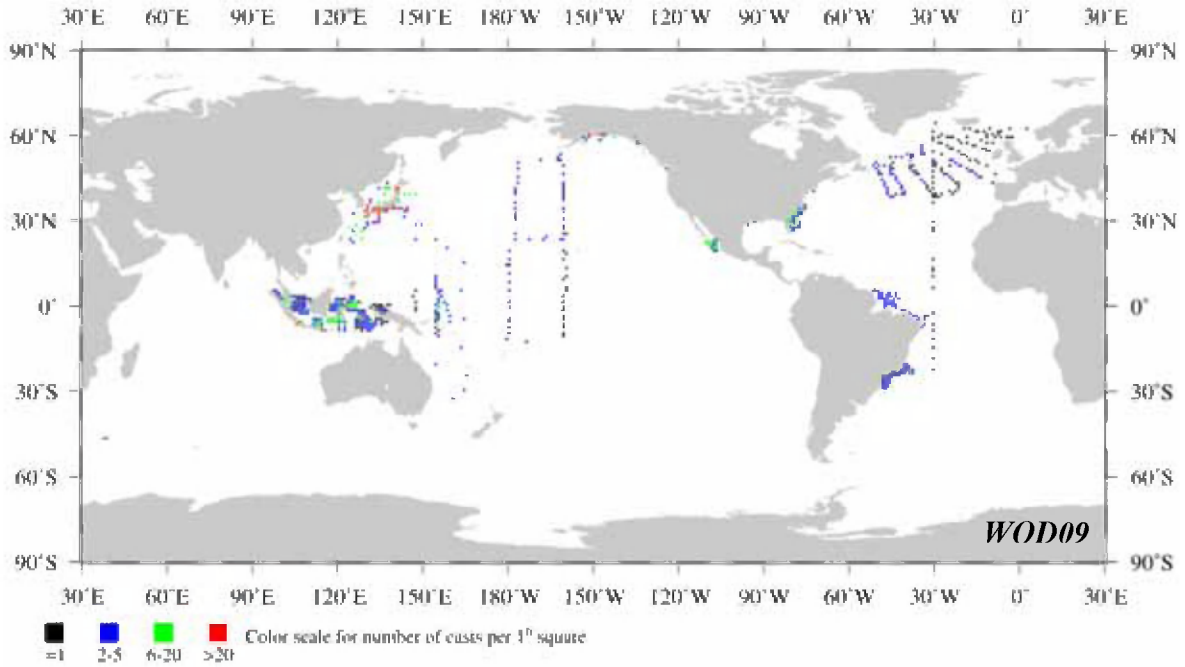 30°E 60°E 90°E 120°E 150°E 180° 150°W 120°W 90°W 60°W 30°W 0° 30°E
90°N 90°N
60°N 60°N
30°N 30°N
0° 0°
30°S 30°S
60°S 60°S
WOD09
90°S 90°S
30°E 60°E 90°E 120°E 150°E 180° 150°W 120°W 90°W 60°W 30°W 0° 30°E
Color scale for number of casts per 1° square
=1 2-5 6-20 >20